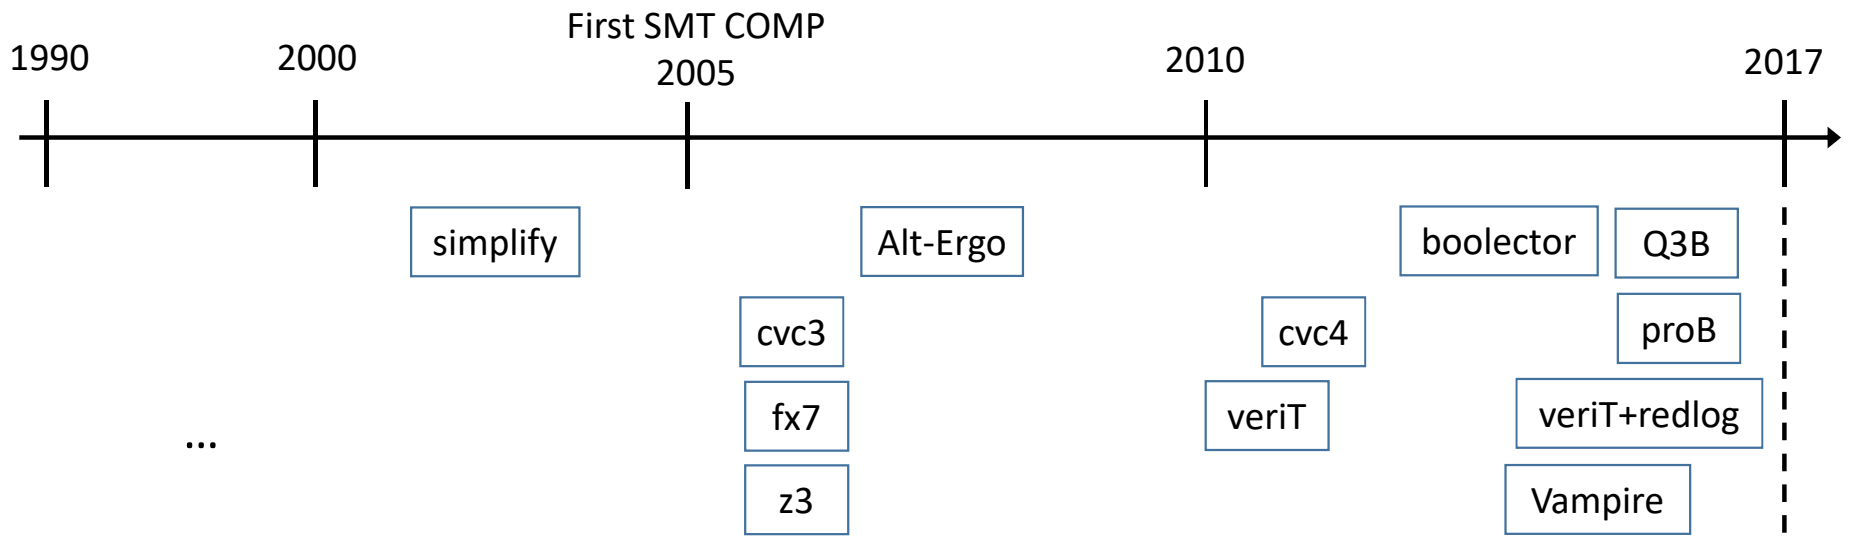 First SMT COMP
1990 2000 2005 2010 2017
simplify Alt-Ergo boolector Q3B
cvc3 cvc4 proB
fx7 veriT veriT+redlog
...
z3 Vampire